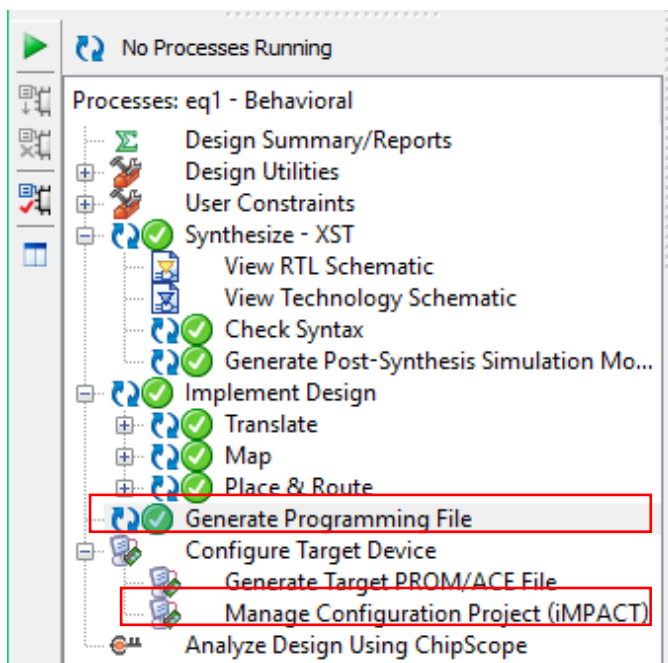 No Processes Running
Processes: eq1 - Behavioral
Design Summary/Reports
Design Utilities
User Constraints
Synthesize - XST
View RTL Schematic
View Technology Schematic
Check Syntax
Generate Post-Synthesis Simulation Mo...
Implement Design
Translate
Map
Place & Route
Generate Programming File
Configure Target Device
Generate Target PROM/ACE File
Manage Configuration Project (iMPACT)
Analyze Design Using ChipScope